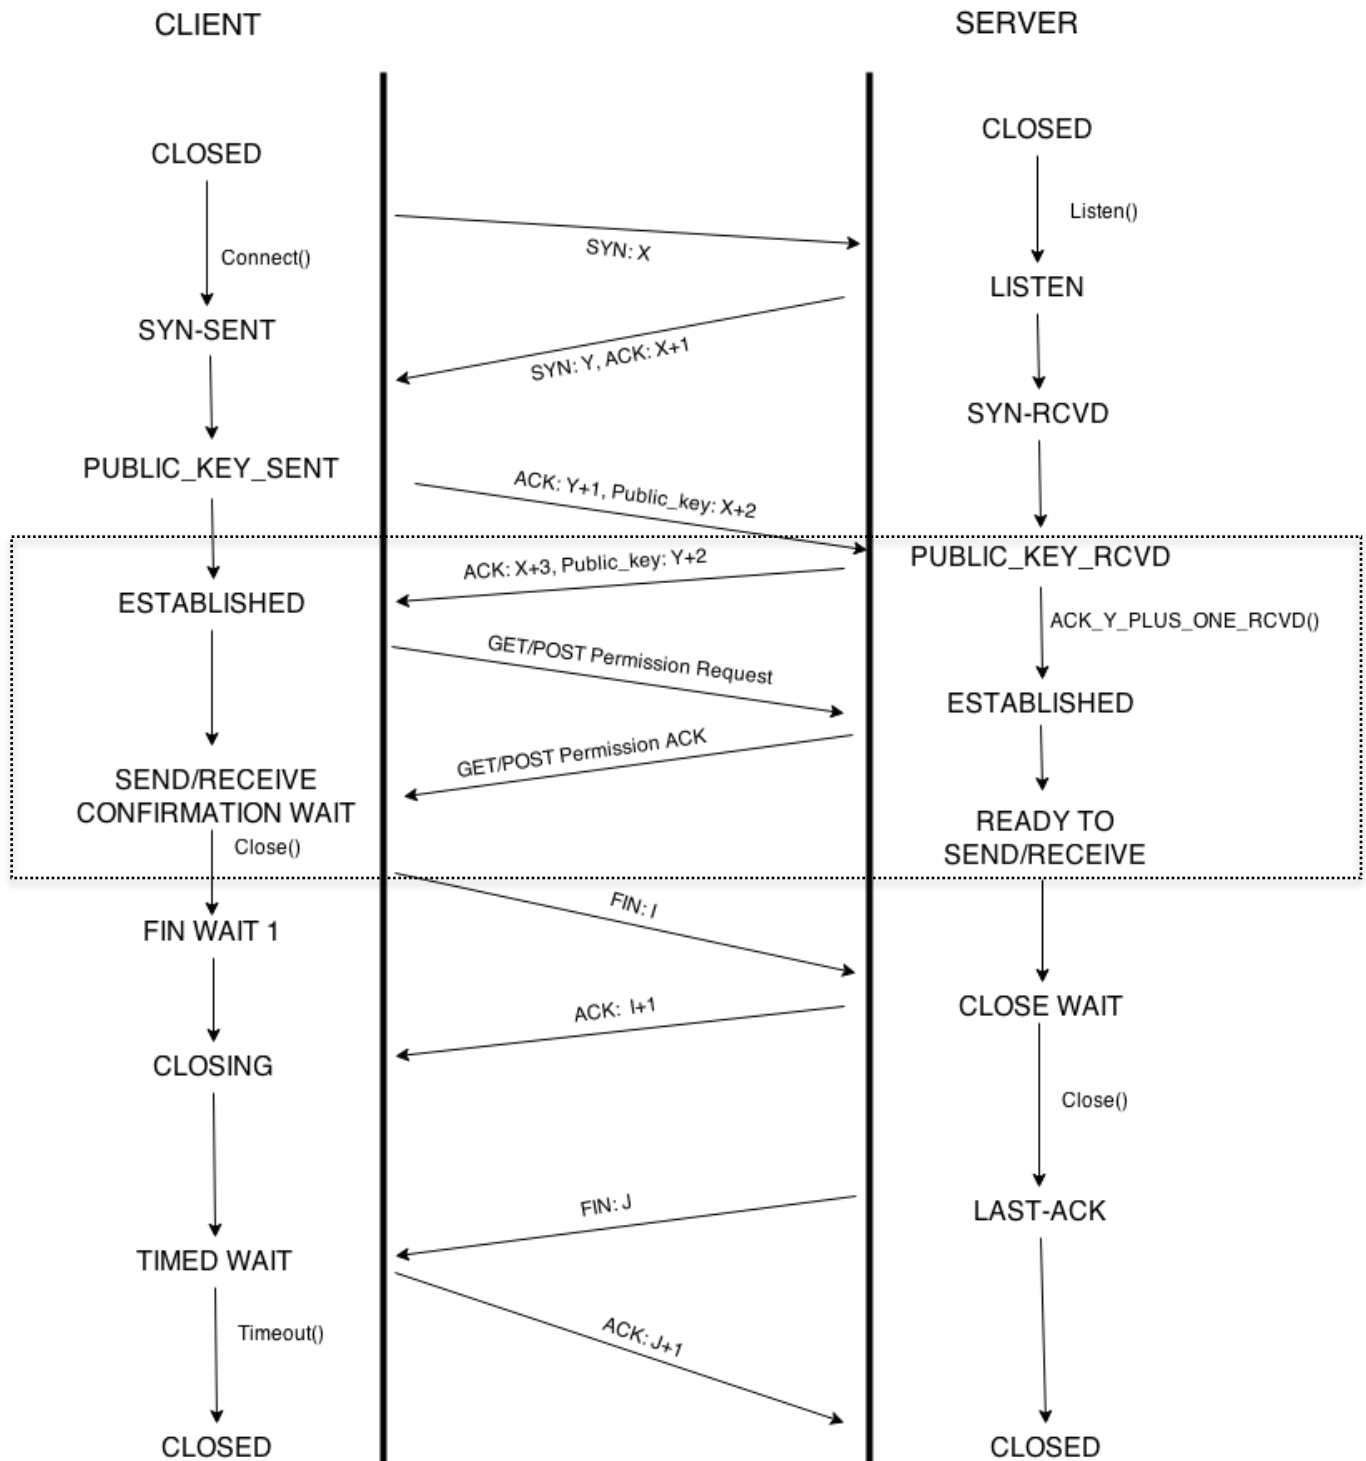 CLIENT
SERVER
CLOSED
CLOSED
Listen()
SYN: X
Connect()
LISTEN
SYN-SENT
SYN: Y, ACK: X+1
SYN-RCVD
PUBLIC_KEY_SENT
ACK: Y+1, Public_key: X+2
PUBLIC_KEY_RCVD
ACK: X+3, Public_key: Y+2
ESTABLISHED
ACK_Y_PLUS_ONE_RCVD()
GET/POST Permission Request
ESTABLISHED
GET/POST Permission ACK
SEND/RECEIVE
CONFIRMATION WAIT
READY TO
SEND/RECEIVE
Close()
FIN: I
FIN WAIT 1
CLOSE WAIT
ACK: I+1
CLOSING
Close()
FIN: J
LAST-ACK
TIMED WAIT
Timeout()
ACK: J+1
CLOSED
CLOSED